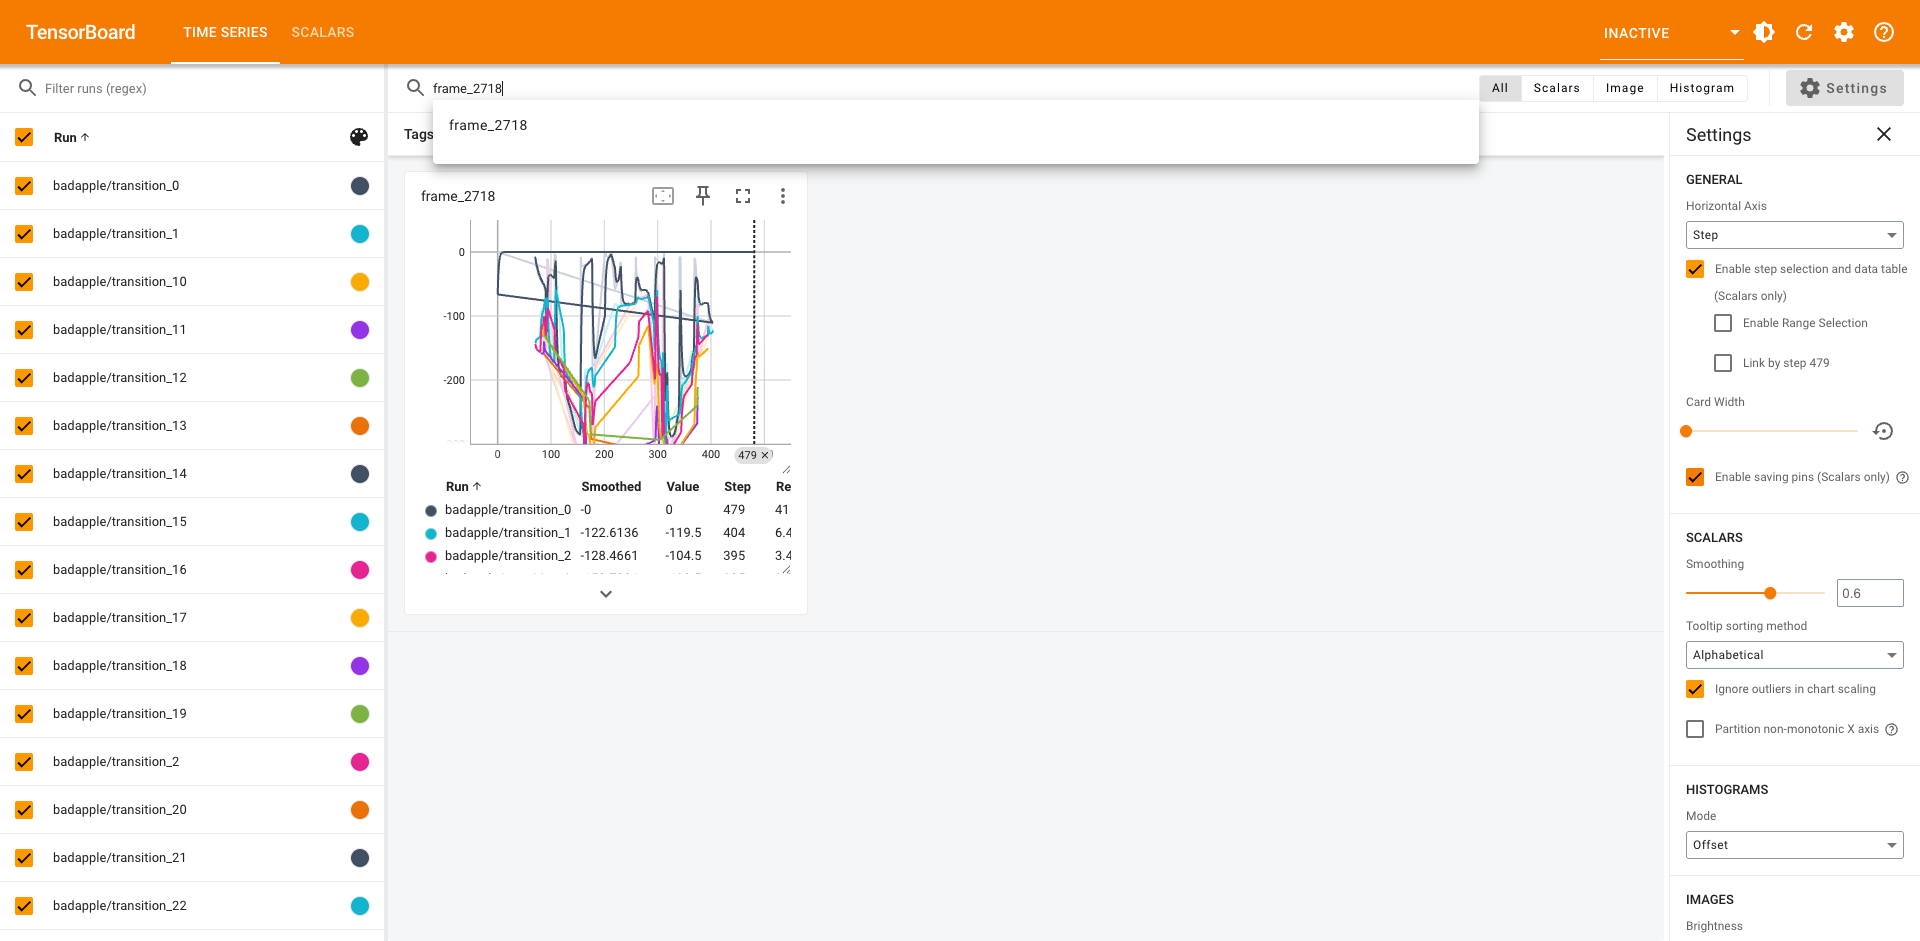 TensorBoard TIME SERIES SCALARS INACTIVE
Filter runs (regex)
Run
badapple/transition_0
badapple/transition_1
badapple/transition_10
badapple/transition_11
badapple/transition_12
badapple/transition_13
badapple/transition_14
badapple/transition_15
badapple/transition_16
badapple/transition_17
badapple/transition_18
badapple/transition_19
badapple/transition_2
badapple/transition_20
badapple/transition_21
badapple/transition_22
frame_2718
All Scalars Image Histogram Settings
frame_2718
Tags
frame_2718
0
-100
-200
0 100 200 300 400 479
Run Smoothed Value Step Re
badapple/transition_0 -0 0 479 41
badapple/transition_1 -122.6136 -119.5 404 6.4
badapple/transition_2 -128.4661 -104.5 395 3.4
Settings
GENERAL
Horizontal Axis
Step
Enable step selection and data table
(Scalars only)
Enable Range Selection
Link by step 479
Card Width
Enable saving pins (Scalars only)
SCALARS
Smoothing
0.6
Tooltip sorting method
Alphabetical
Ignore outliers in chart scaling
Partition non-monotonic X axis
HISTOGRAMS
Mode
Offset
IMAGES
Brightness